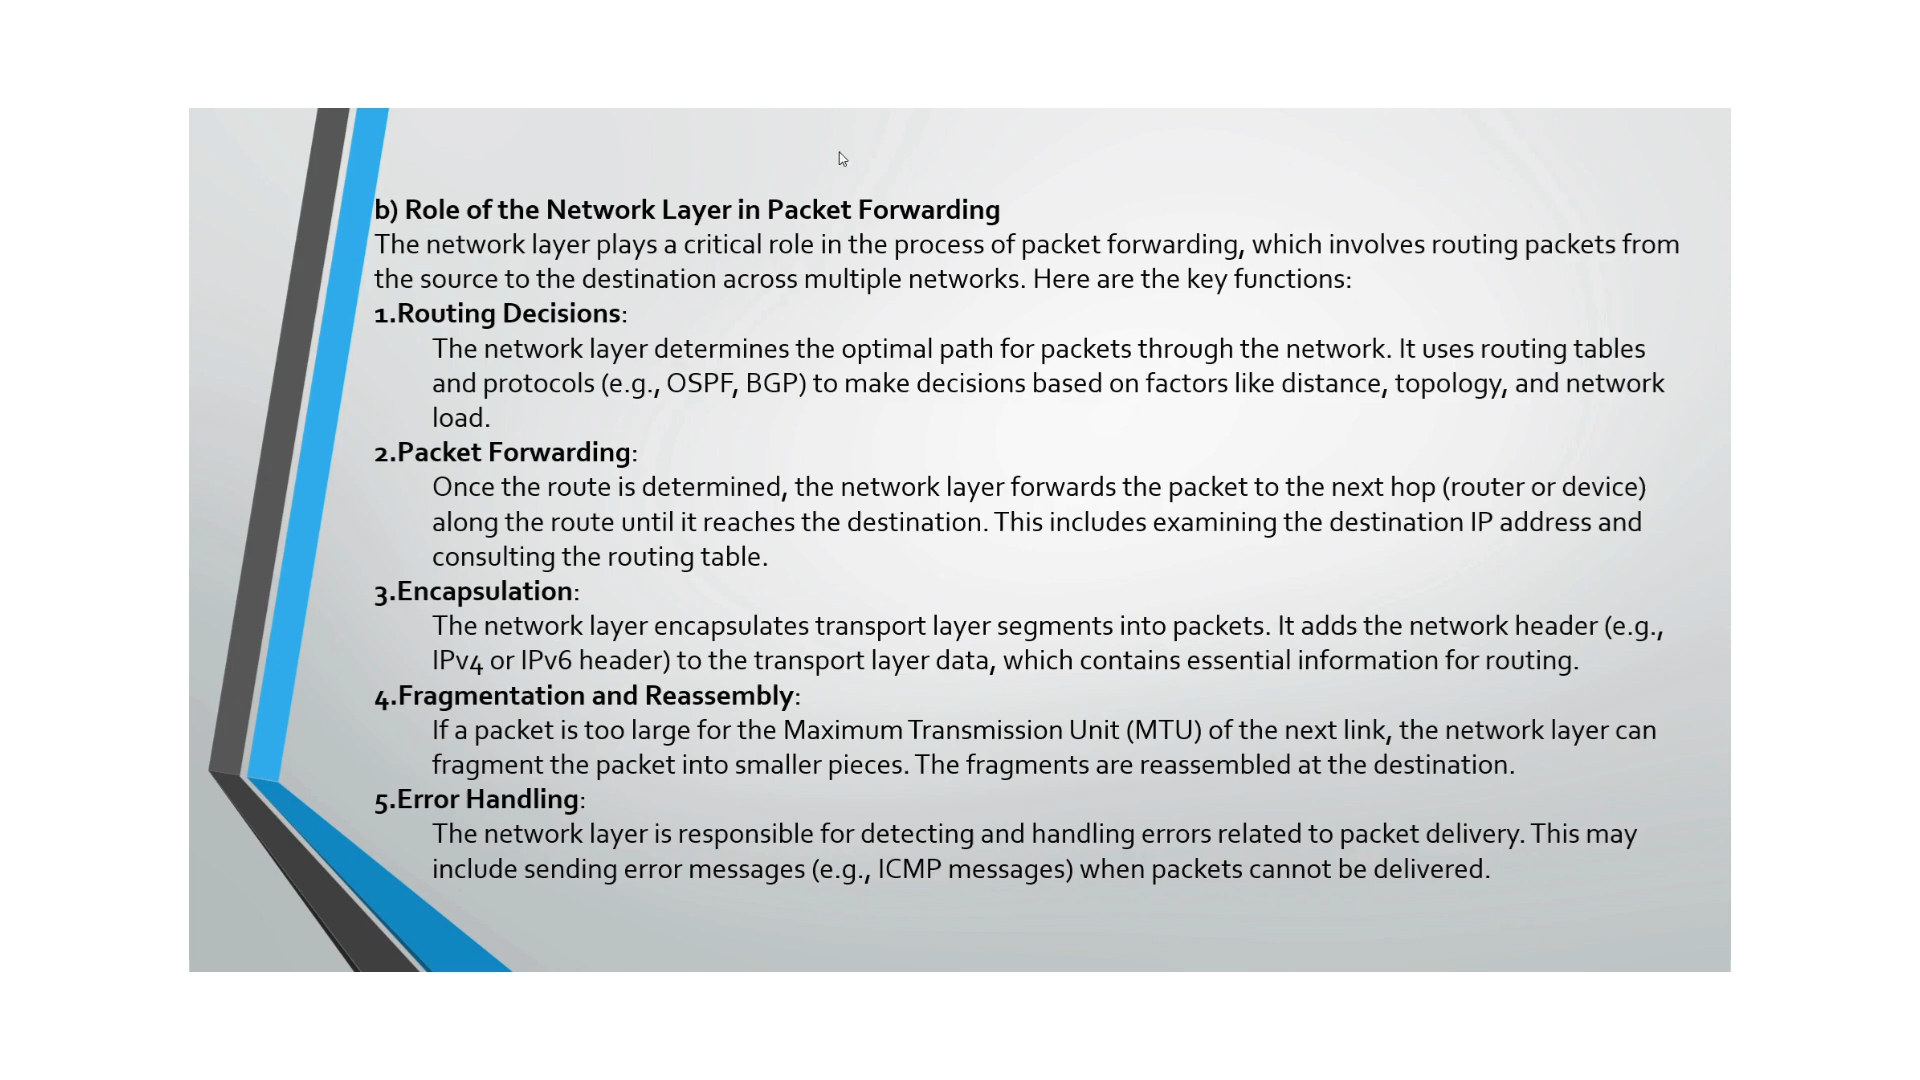 b) Role of the Network Layer in Packet Forwarding
The network layer plays a critical role in the process of packet forwarding, which involves routing packets from
the source to the destination across multiple networks. Here are the key functions:
1.Routing Decisions:
The network layer determines the optimal path for packets through the network. It uses routing tables
and protocols (e.g., OSPF, BGP) to make decisions based on factors like distance, topology, and network
load.
2.Packet Forwarding:
Once the route is determined, the network layer forwards the packet to the next hop (router or device)
along the route until it reaches the destination. This includes examining the destination IP address and
consulting the routing table.
3.Encapsulation:
The network layer encapsulates transport layer segments into packets. It adds the network header (e.g.,
IPv4 or IPv6 header) to the transport layer data, which contains essential information for routing.
4.Fragmentation and Reassembly:
If a packet is too large for the Maximum Transmission Unit (MTU) of the next link, the network layer can
fragment the packet into smaller pieces. The fragments are reassembled at the destination.
5.Error Handling:
The network layer is responsible for detecting and handling errors related to packet delivery. This may
include sending error messages (e.g., ICMP messages) when packets cannot be delivered.